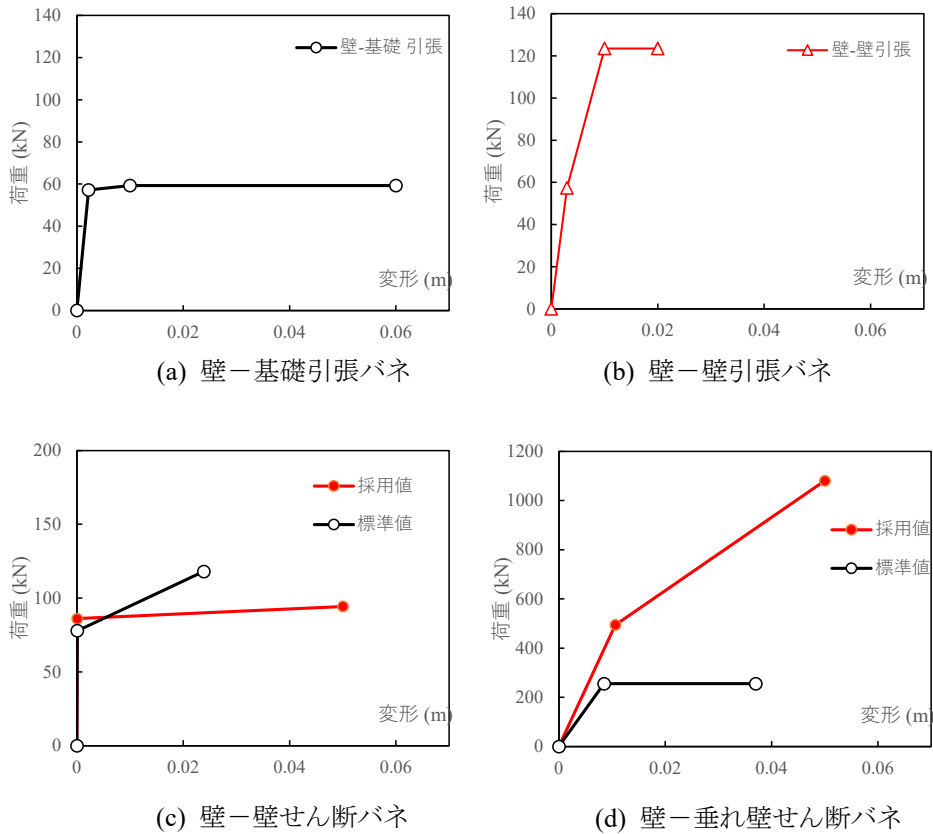 140
120
100
80
60
40
20
0
荷重 (kN)
壁-基礎 引張
変形 (m)
0
0.02
0.04
0.06
(a) 壁－基礎引張バネ
140
120
100
80
60
40
20
0
荷重 (kN)
壁-壁引張
変形 (m)
0
0.02
0.04
0.06
(b) 壁－壁引張バネ
200
150
100
50
0
荷重 (kN)
採用値
標準値
変形 (m)
0
0.02
0.04
0.06
(c) 壁－壁せん断バネ
1200
1000
800
600
400
200
0
荷重 (kN)
採用値
標準値
変形 (m)
0
0.02
0.04
0.06
(d) 壁－垂れ壁せん断バネ